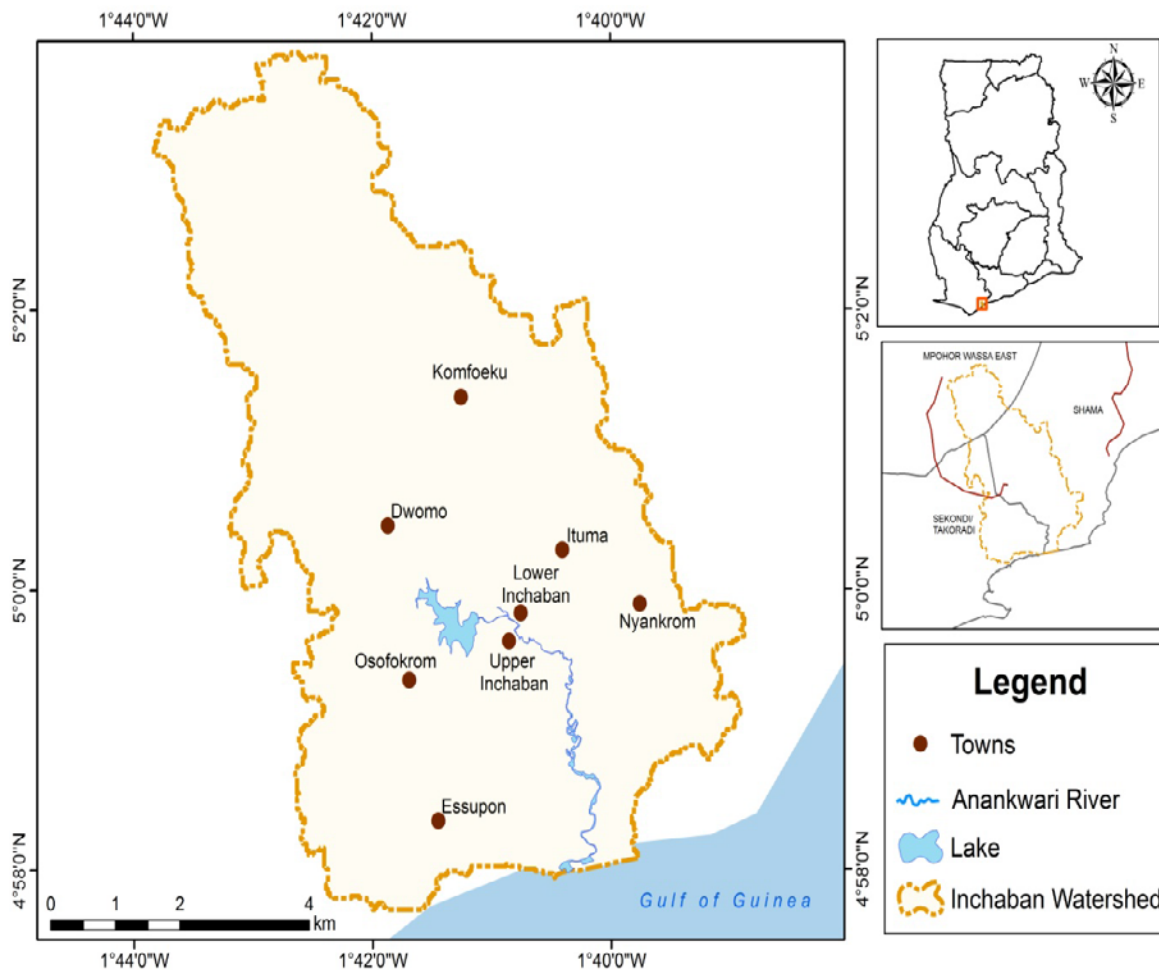 1°44'0"W 1°42'0"W 1°40'0"W
5°2'0"N
5°2'0"N
Komfoeku
Dwomo
Ituma
Lower
Inchaban
5°0'0"N
5°0'0"N
Nyankrom
Osofokrom
Upper
Inchaban
Essupon
4°58'0"N
4°58'0"N
Gulf of Guinea
0 1 2 4
km
1°44'0"W 1°42'0"W 1°40'0"W
N
W E
S
MPOHOR WASSA EAST
SHAMA
SEKONDI/
TAKORADI
Legend
Towns
Anankwari River
Lake
Inchaban Watershed